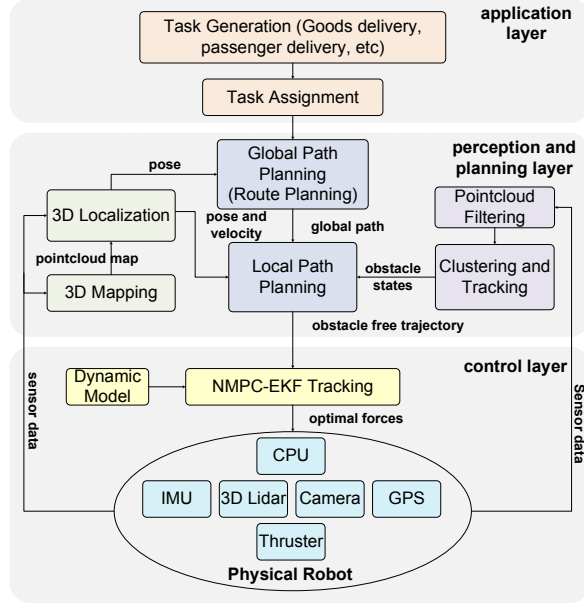 application
layer
Task Generation (Goods delivery,
passenger delivery, etc)
Task Assignment
perception and
planning layer
pose
Global Path
Planning
(Route Planning)
3D Localization
pose and
velocity
global path
Pointcloud
Filtering
pointcloud map
3D Mapping
Local Path
Planning
obstacle
states
Clustering and
Tracking
obstacle free trajectory
control layer
sensor data
Dynamic
Model
NMPC-EKF Tracking
Sensor data
optimal forces
CPU
IMU
3D Lidar
Camera
GPS
Thruster
Physical Robot